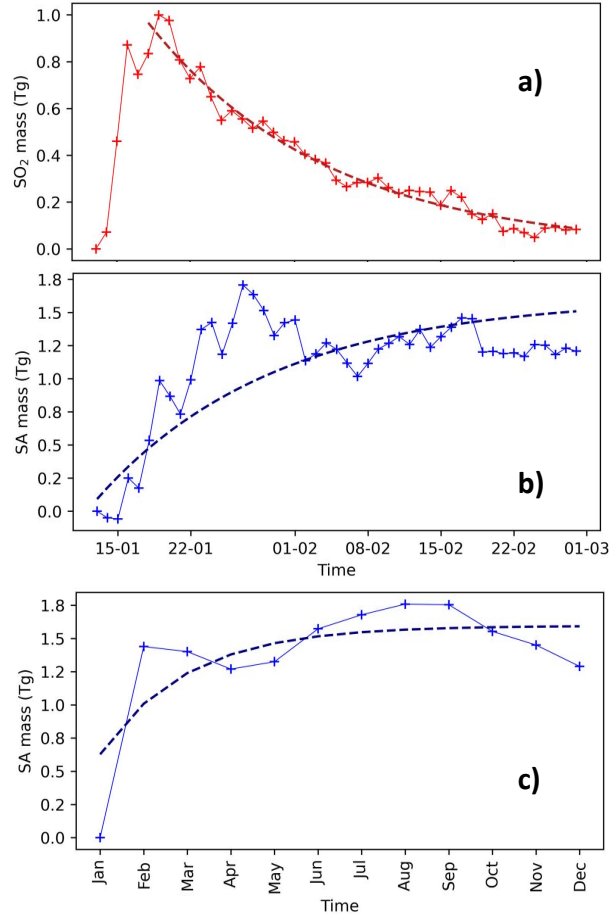 a)
SO₂ mass (Tg)
1.0
0.8
0.6
0.4
0.2
0.0
b)
SA mass (Tg)
1.8
1.5
1.2
1.0
0.8
0.5
0.2
0.0
15-01 22-01 01-02 08-02 15-02 22-02 01-03
Time
c)
SA mass (Tg)
1.8
1.5
1.2
1.0
0.8
0.5
0.2
0.0
Jan Feb Mar Apr May Jun Jul Aug Sep Oct Nov Dec
Time